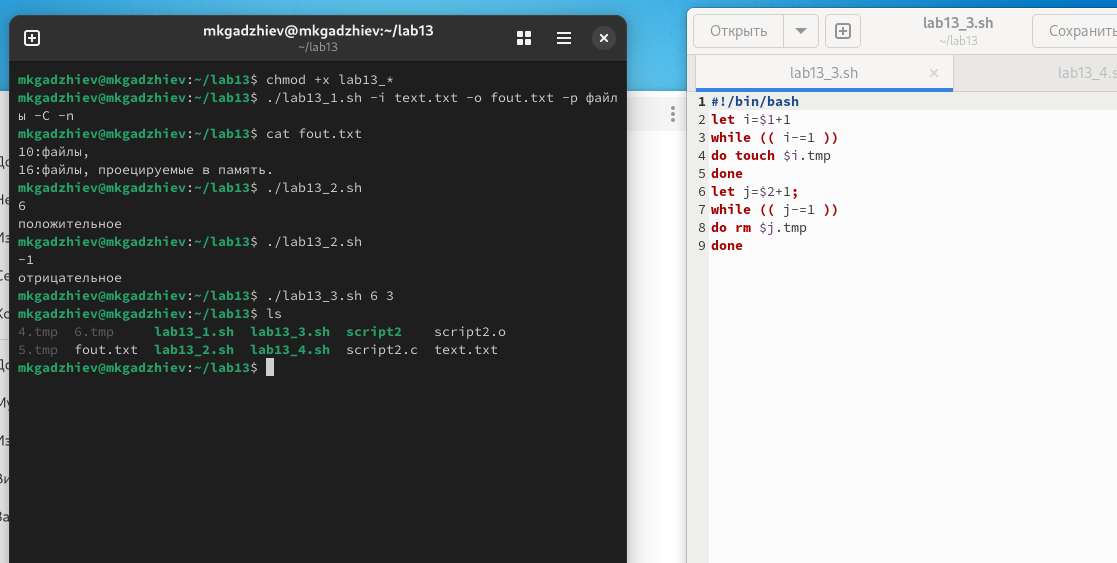 mkgadzhiev@mkgadzhiev:~/lab13
~/lab13
mkgadzhiev@mkgadzhiev:~/lab13$ chmod +x lab13_*
mkgadzhiev@mkgadzhiev:~/lab13$ ./lab13_1.sh -i text.txt -o fout.txt -p файл
ы -C -n
mkgadzhiev@mkgadzhiev:~/lab13$ cat fout.txt
10:файлы,
16:файлы, проецируемые в память.
mkgadzhiev@mkgadzhiev:~/lab13$ ./lab13_2.sh
6
положительное
mkgadzhiev@mkgadzhiev:~/lab13$ ./lab13_2.sh
-1
отрицательное
mkgadzhiev@mkgadzhiev:~/lab13$ ./lab13_3.sh 6 3
mkgadzhiev@mkgadzhiev:~/lab13$ ls
4.tmp 6.tmp lab13_1.sh lab13_3.sh script2 script2.o
5.tmp fout.txt lab13_2.sh lab13_4.sh script2.c text.txt
mkgadzhiev@mkgadzhiev:~/lab13$
Открыть
lab13_3.sh
~/lab13
Сохранить
lab13_3.sh
lab13_4.s
1 #!/bin/bash
2 let i=$1+1
3 while (( i-=1 ))
4 do touch $i.tmp
5 done
6 let j=$2+1;
7 while (( j-=1 ))
8 do rm $j.tmp
9 done